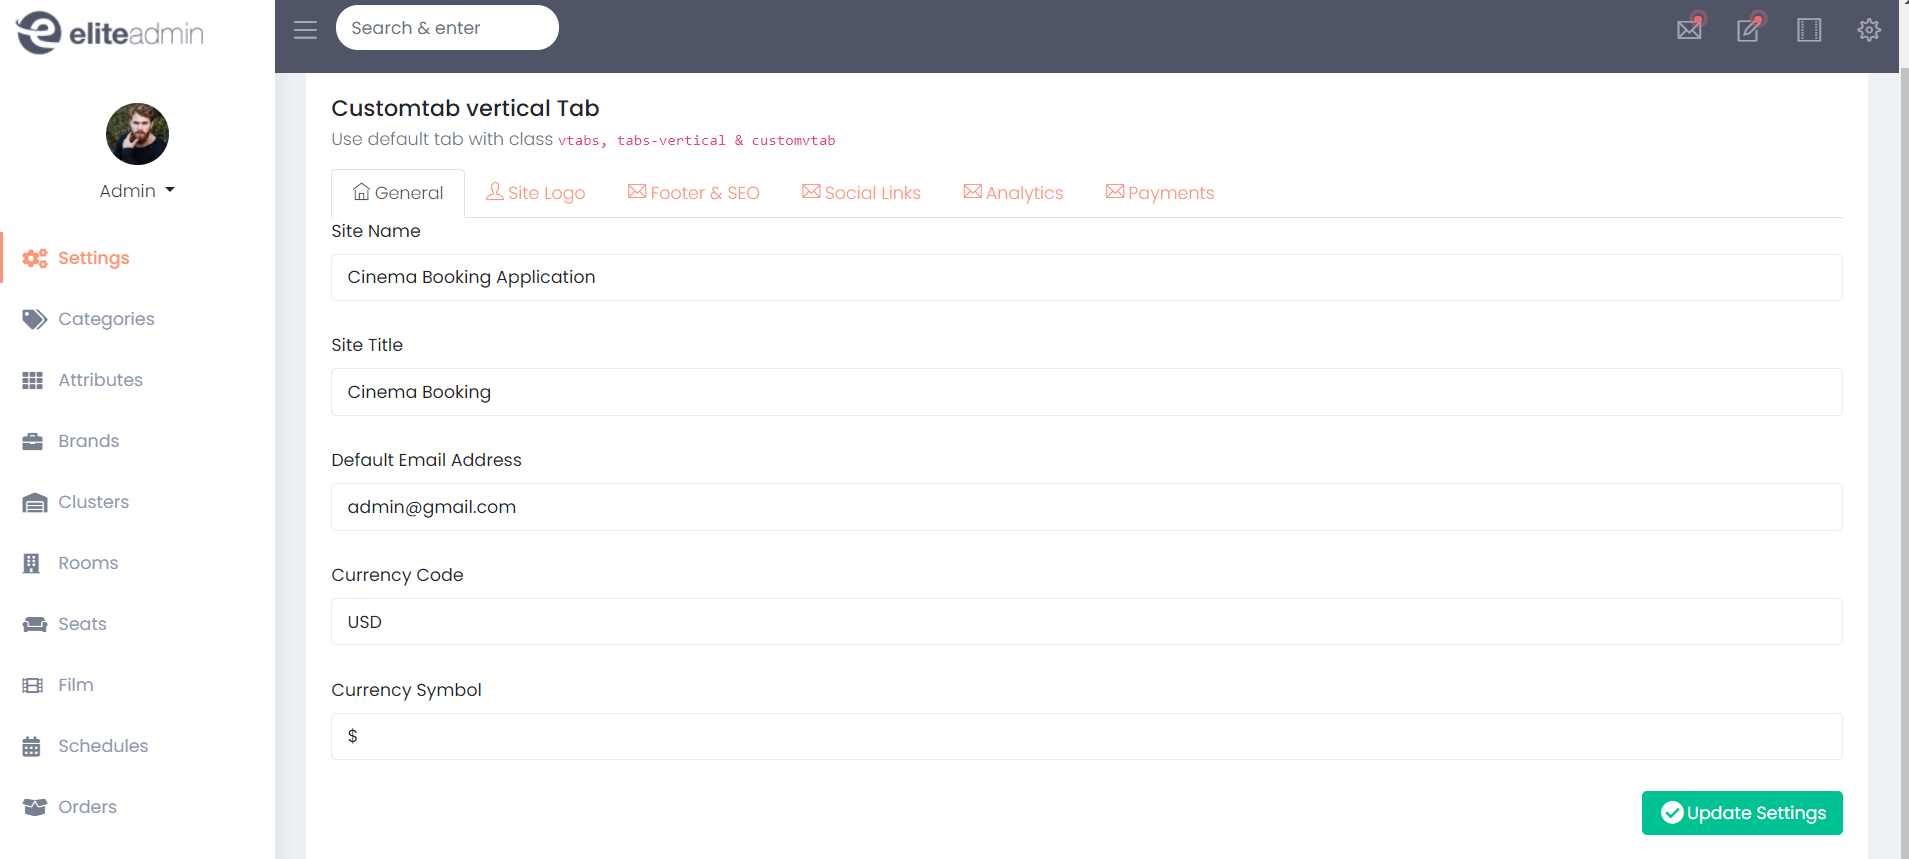 eliteadmin
Search & enter
Admin
Settings
Categories
Attributes
Brands
Clusters
Rooms
Seats
Film
Schedules
Orders
Customtab vertical Tab
Use default tab with class vtabs, tabs-vertical & customvtab
General Site Logo Footer & SEO Social Links Analytics Payments
Site Name
Cinema Booking Application
Site Title
Cinema Booking
Default Email Address
admin@gmail.com
Currency Code
USD
Currency Symbol
$
Update Settings